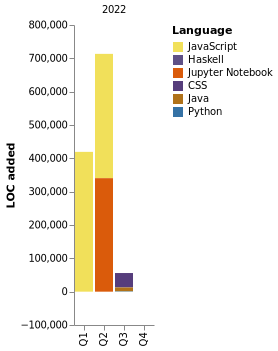 2022
LOC added
800,000
700,000
600,000
500,000
400,000
300,000
200,000
100,000
0
−100,000
Q1
Q2
Q3
Q4
Language
JavaScript
Haskell
Jupyter Notebook
CSS
Java
Python